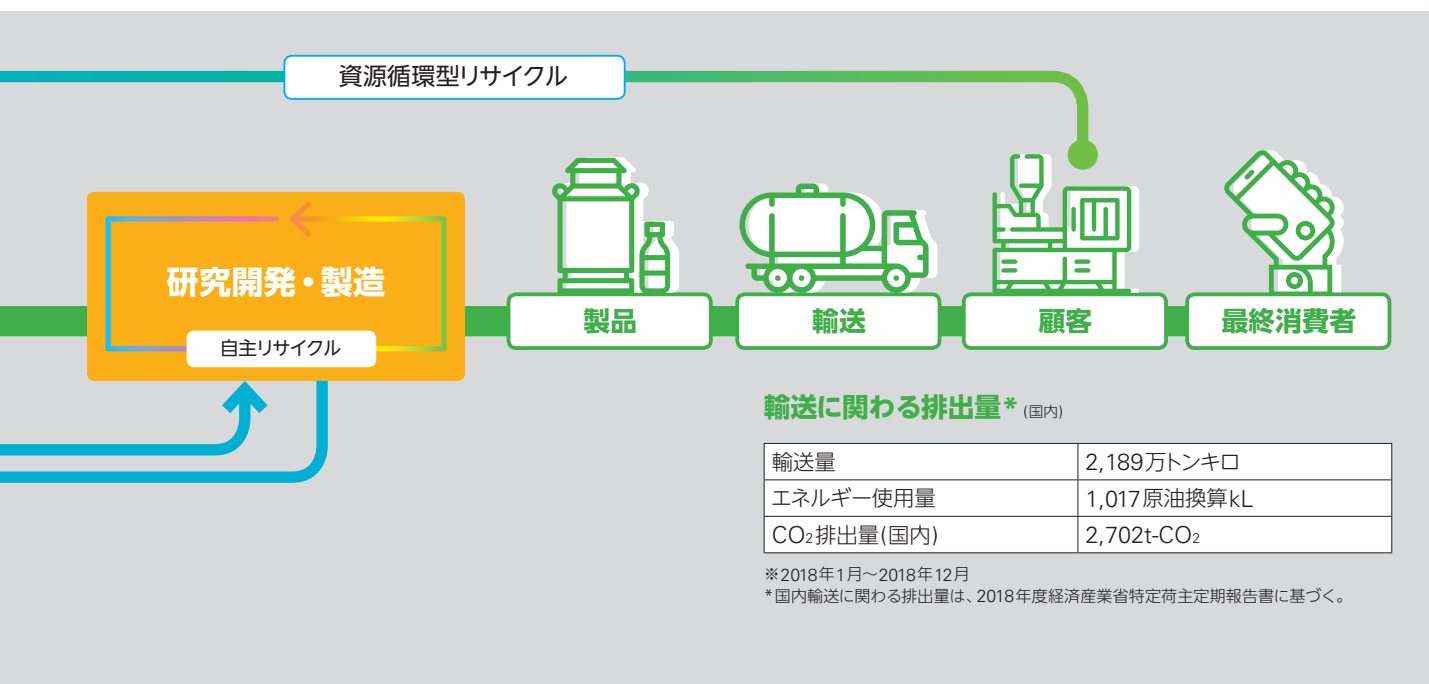 資源循環型リサイクル
研究開発・製造
自主リサイクル
製品
輸送
顧客
最終消費者
輸送に関わる排出量* (国内)
輸送量 2,189万トンキロ
エネルギー使用量 1,017原油換算kL
CO₂排出量(国内) 2,702t-CO₂
※2018年1月～2018年12月
*国内輸送に関わる排出量は、2018年度経済産業省特定荷主定期報告書に基づく。